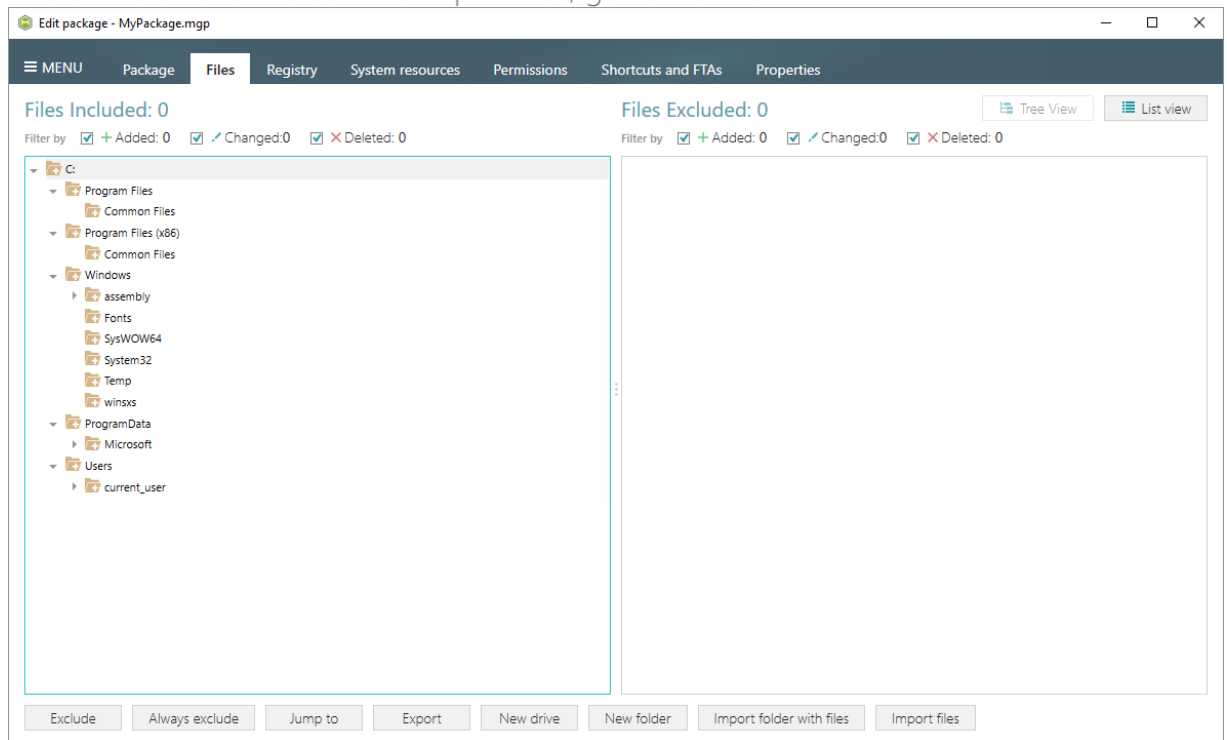 Edit package - MyPackage.mgp
MENU Package Files Registry System resources Permissions Shortcuts and FTAs Properties
Files Included: 0
Filter by + Added: 0 Changed:0 Deleted: 0
Files Excluded: 0 Tree View List view
Filter by + Added: 0 Changed:0 Deleted: 0
C:
Program Files
Common Files
Program Files (x86)
Common Files
Windows
assembly
Fonts
SysWOW64
System32
Temp
winsxs
ProgramData
Microsoft
Users
current_user
Exclude Always exclude Jump to Export New drive New folder Import folder with files Import files